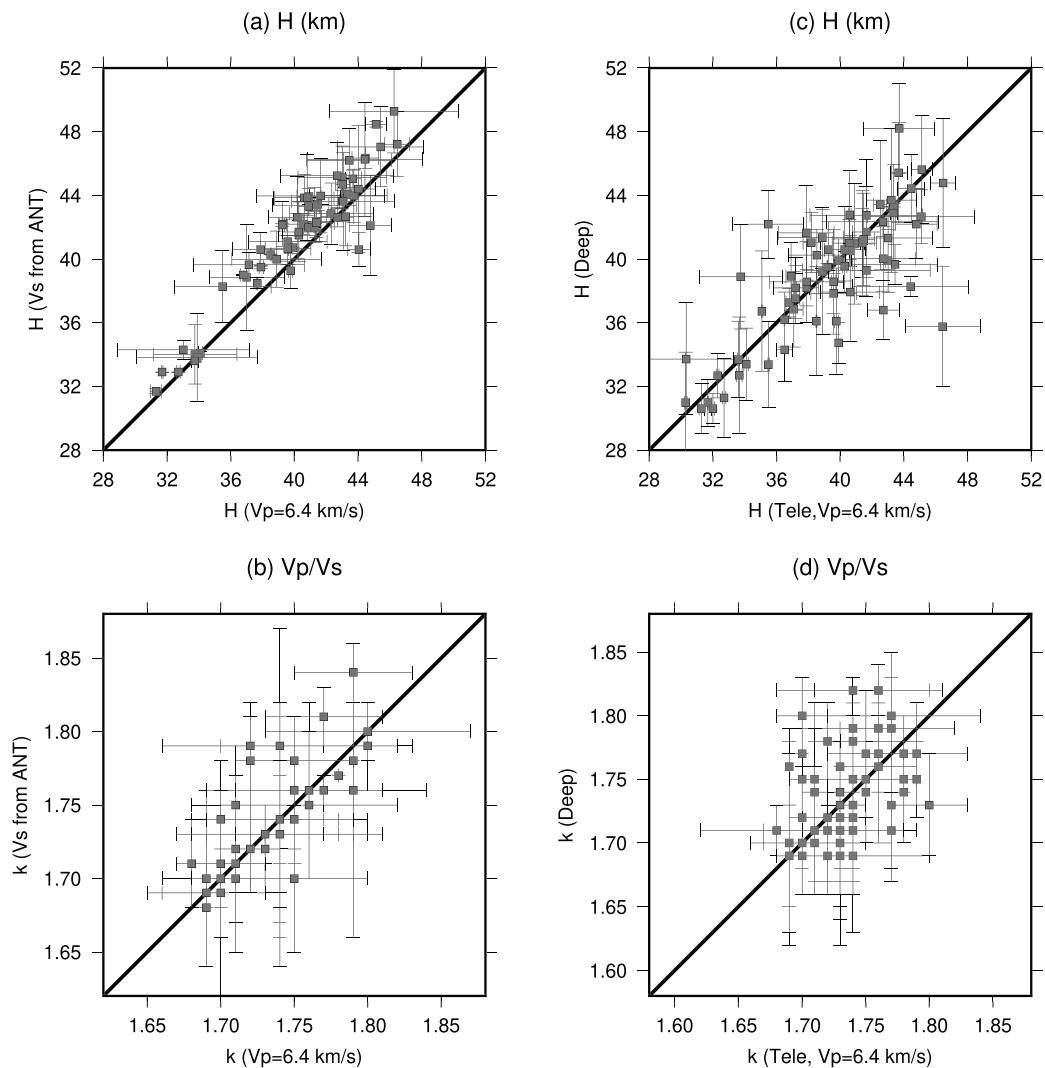 (a) H (km)
52
48
44
40
36
32
28
H (Vs from ANT)
28 32 36 40 44 48 52
H (Vp=6.4 km/s)
(c) H (km)
52
48
44
40
36
32
28
H (Deep)
28 32 36 40 44 48 52
H (Tele,Vp=6.4 km/s)
(b) Vp/Vs
1.85
1.80
1.75
1.70
1.65
k (Vs from ANT)
1.65 1.70 1.75 1.80 1.85
k (Vp=6.4 km/s)
(d) Vp/Vs
1.85
1.80
1.75
1.70
1.65
1.60
k (Deep)
1.60 1.65 1.70 1.75 1.80 1.85
k (Tele, Vp=6.4 km/s)